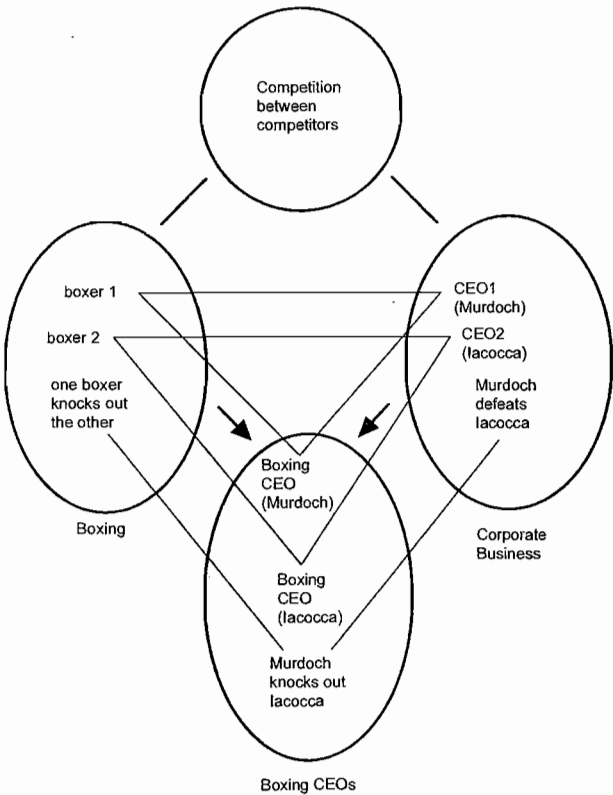 Competition
between
competitors
boxer 1
boxer 2
one boxer
knocks out
the other
Boxing
CEO1
(Murdoch)
CEO2
(Iacocca)
Murdoch
defeats
Iacocca
Corporate
Business
Boxing
CEO
(Murdoch)
Boxing
CEO
(Iacocca)
Murdoch
knocks out
Iacocca
Boxing CEOs